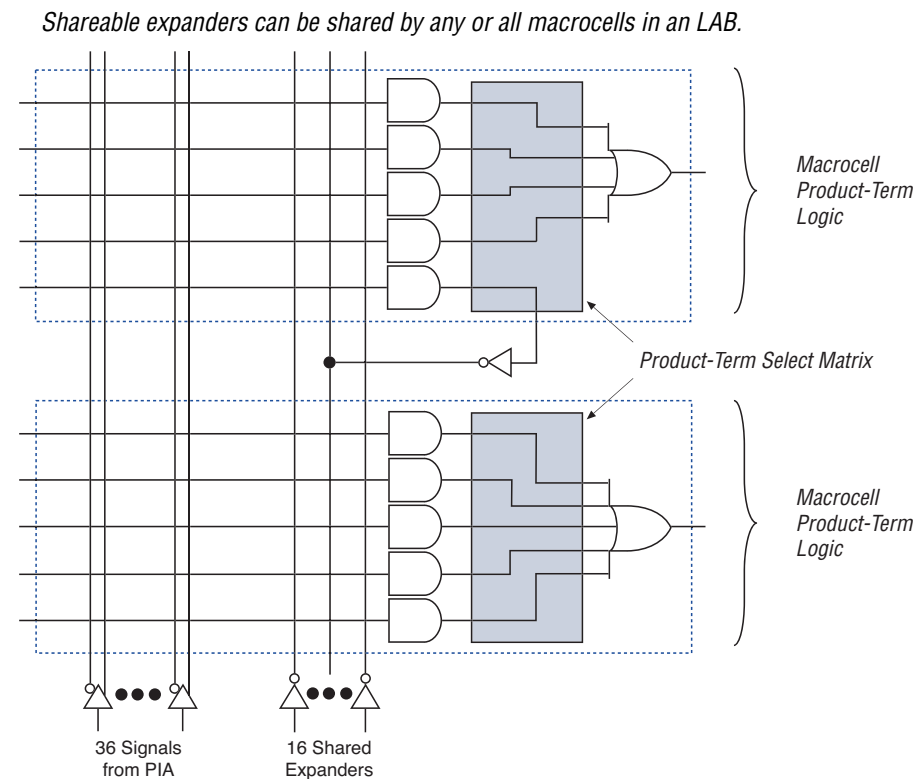 Shareable expanders can be shared by any or all macrocells in an LAB.
Macrocell
Product-Term
Logic
Product-Term Select Matrix
Macrocell
Product-Term
Logic
36 Signals
from PIA
16 Shared
Expanders